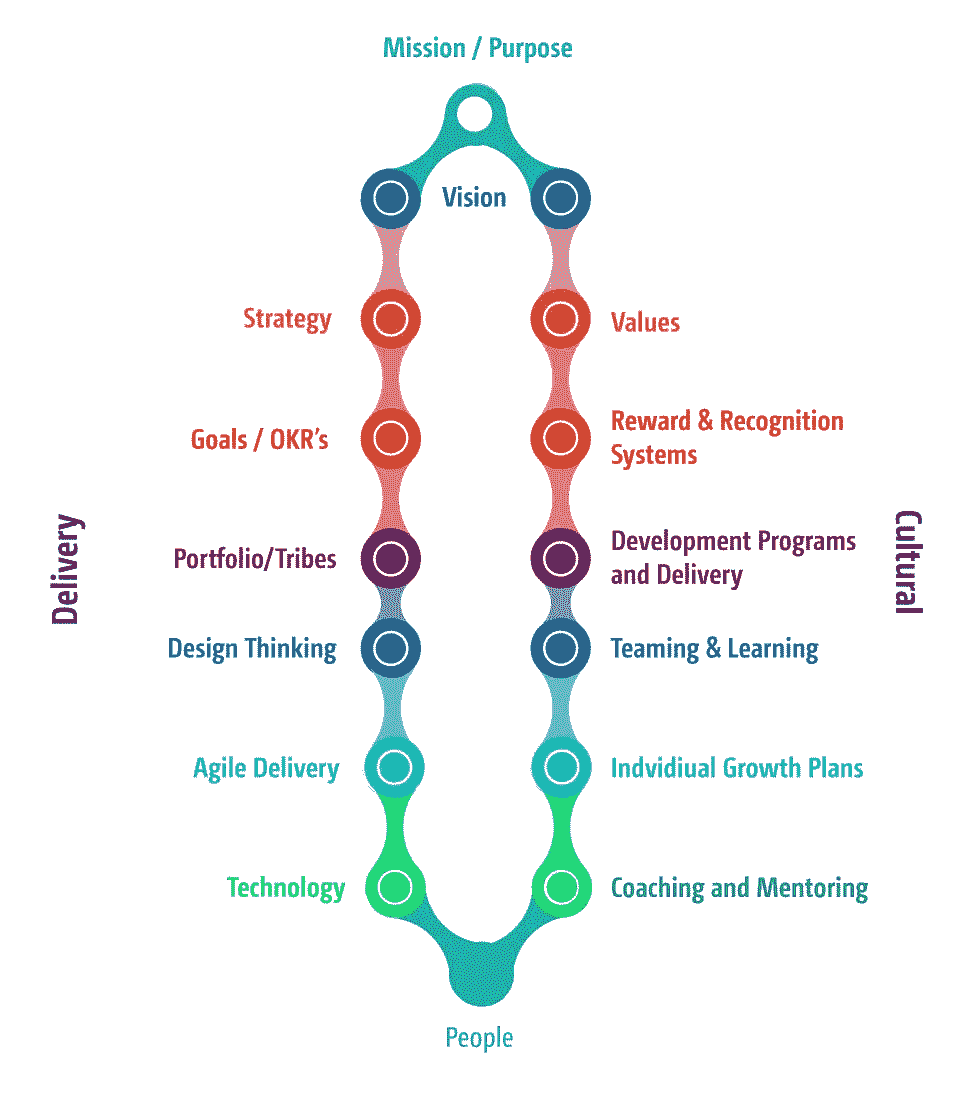 Mission / Purpose
Vision
Strategy
Values
Goals / OKR's
Reward & Recognition
Systems
Delivery
Cultural
Portfolio/Tribes
Development Programs
and Delivery
Design Thinking
Teaming & Learning
Agile Delivery
Indvidiual Growth Plans
Technology
Coaching and Mentoring
People